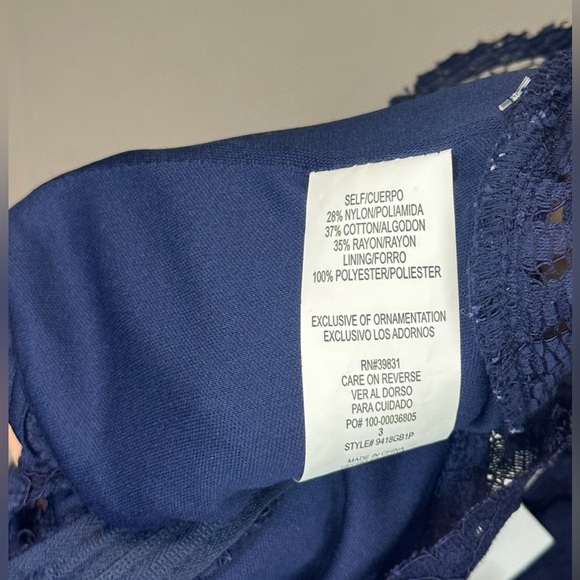 SELF/CUERPO
28% NYLON/POLIAMIDA
37% COTTON/ALGODON
35% RAYON/RAYON
LINING/FORRO
100% POLYESTER/POLIESTER
EXCLUSIVE OF ORNAMENTATION
EXCLUSIVO LOS ADORNOS
RN#39831
CARE ON REVERSE
VER AL DORSO
PARA CUIDADO
PO# 100-00036805
3
STYLE# 9418GB1P
MADE IN CHINA